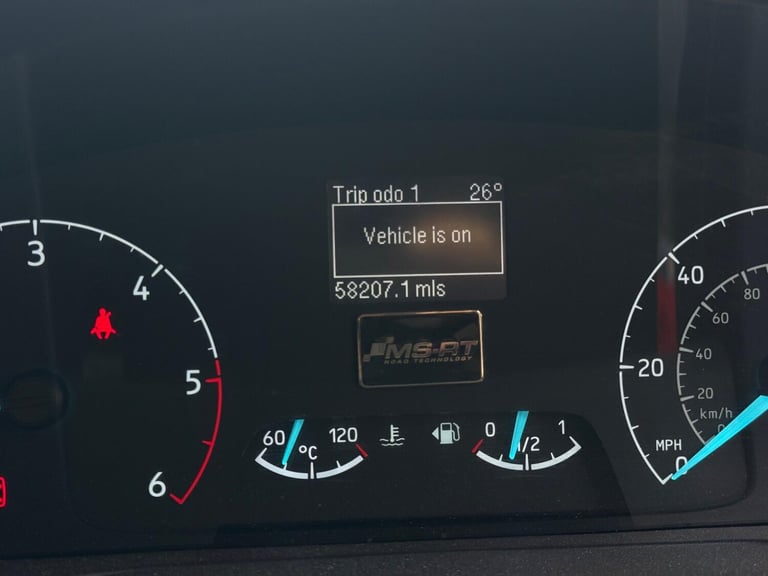 Trip odo 1 26°
Vehicle is on
58207.1 mls
MS-RT
ROAD TECHNOLOGY
3
4
5
6
60 °C 120
0 1/2 1
40
20
MPH
0
80
60
40
20
km/h
0